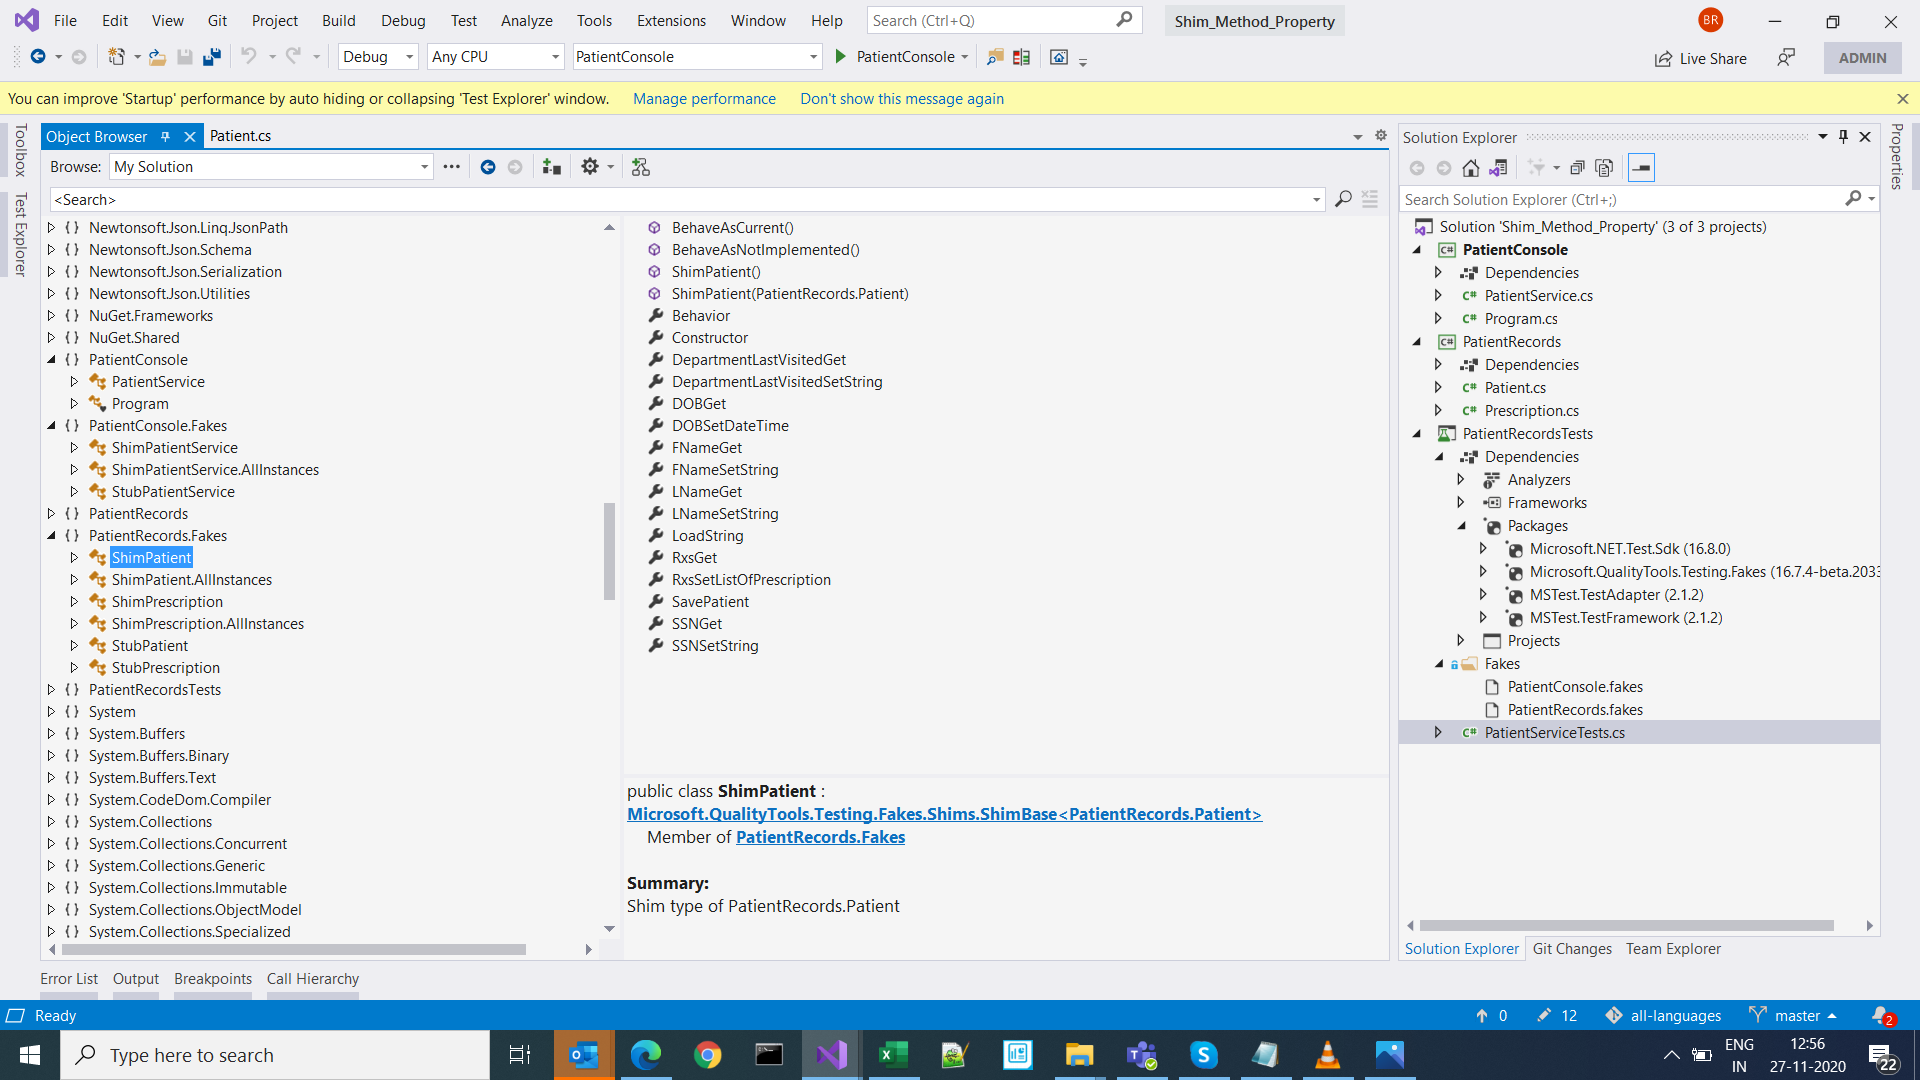 File Edit View Git Project Build Debug Test Analyze Tools Extensions Window Help Search (Ctrl+Q) Shim_Method_Property BR
Debug Any CPU PatientConsole PatientConsole Live Share ADMIN
You can improve 'Startup' performance by auto hiding or collapsing 'Test Explorer' window. Manage performance Don't show this message again
Toolbox
Test Explorer
Object Browser Patient.cs
Browse: My Solution
<Search>
Newtonsoft.Json.Linq.JsonPath
Newtonsoft.Json.Schema
Newtonsoft.Json.Serialization
Newtonsoft.Json.Utilities
NuGet.Frameworks
NuGet.Shared
PatientConsole
PatientService
Program
PatientConsole.Fakes
ShimPatientService
ShimPatientService.AllInstances
StubPatientService
PatientRecords
PatientRecords.Fakes
ShimPatient
ShimPatient.AllInstances
ShimPrescription
ShimPrescription.AllInstances
StubPatient
StubPrescription
PatientRecordsTests
System
System.Buffers
System.Buffers.Binary
System.Buffers.Text
System.CodeDom.Compiler
System.Collections
System.Collections.Concurrent
System.Collections.Generic
System.Collections.Immutable
System.Collections.ObjectModel
System.Collections.Specialized
BehaveAsCurrent()
BehaveAsNotImplemented()
ShimPatient()
ShimPatient(PatientRecords.Patient)
Behavior
Constructor
DepartmentLastVisitedGet
DepartmentLastVisitedSetString
DOBGet
DOBSetDateTime
FNameGet
FNameSetString
LNameGet
LNameSetString
LoadString
RxsGet
RxsSetListOfPrescription
SavePatient
SSNGet
SSNSetString
public class ShimPatient :
Microsoft.QualityTools.Testing.Fakes.Shims.ShimBase<PatientRecords.Patient>
Member of PatientRecords.Fakes
Summary:
Shim type of PatientRecords.Patient
Solution Explorer
Search Solution Explorer (Ctrl+;)
Solution 'Shim_Method_Property' (3 of 3 projects)
C# PatientConsole
Dependencies
C# PatientService.cs
C# Program.cs
C# PatientRecords
Dependencies
C# Patient.cs
C# Prescription.cs
PatientRecordsTests
Dependencies
Analyzers
Frameworks
Packages
Microsoft.NET.Test.Sdk (16.8.0)
Microsoft.QualityTools.Testing.Fakes (16.7.4-beta.2033
MSTest.TestAdapter (2.1.2)
MSTest.TestFramework (2.1.2)
Projects
Fakes
PatientConsole.fakes
PatientRecords.fakes
C# PatientServiceTests.cs
Solution Explorer Git Changes Team Explorer
Properties
Error List Output Breakpoints Call Hierarchy
Ready 0 12 all-languages master 2
Type here to search ENG IN 12:56 27-11-2020 22